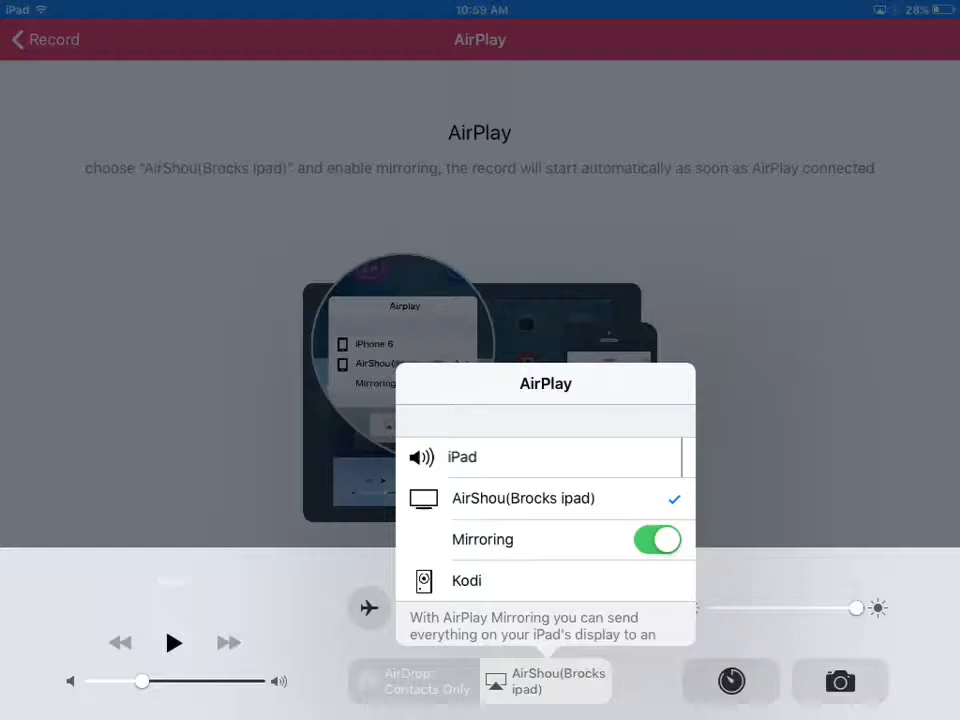 iPad
10:59 AM
28%
Record
AirPlay
AirPlay
choose "AirShou(Brocks ipad)" and enable mirroring, the record will start automatically as soon as AirPlay connected
Airplay
iPhone 6
AirShou(
Mirroring
AirPlay
iPad
AirShou(Brocks ipad)
Mirroring
Kodi
With AirPlay Mirroring you can send
everything on your iPad's display to an
AirDrop:
Contacts Only
AirShou(Brocks
ipad)